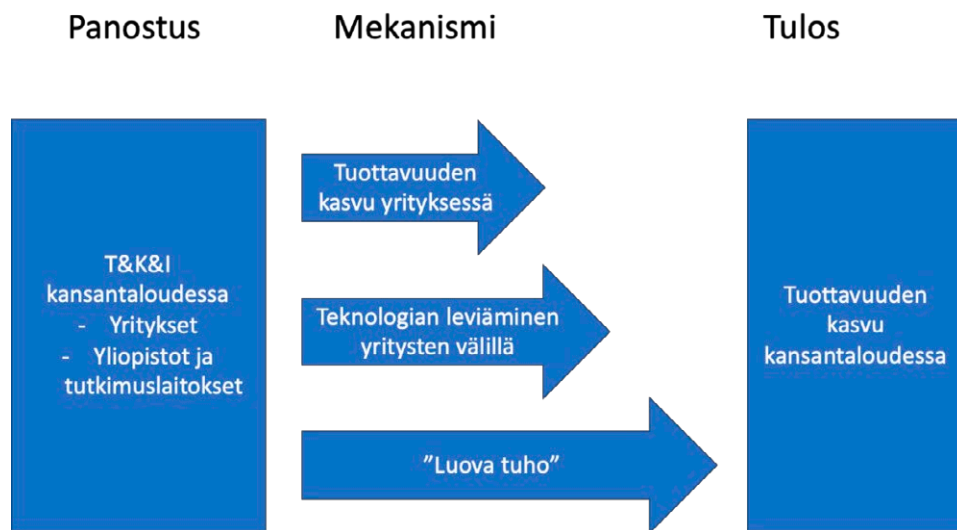 Panostus
Mekanismi
Tulos
T&K&I
kansantaloudessa
- Yritykset
- Yliopistot ja
tutkimuslaitokset
Tuottavuuden
kasvu yrityksessä
Teknologian leviäminen
yritysten välillä
”Luova tuho”
Tuottavuuden
kasvu
kansantaloudessa